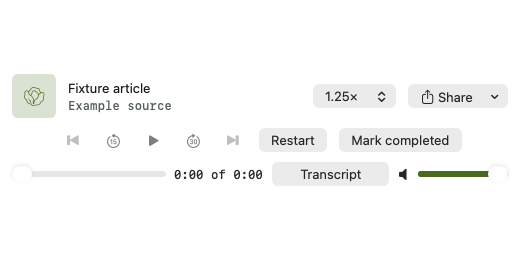 Fixture article
Example source
1.25×
Share
15
30
Restart
Mark completed
0:00 of 0:00
Transcript